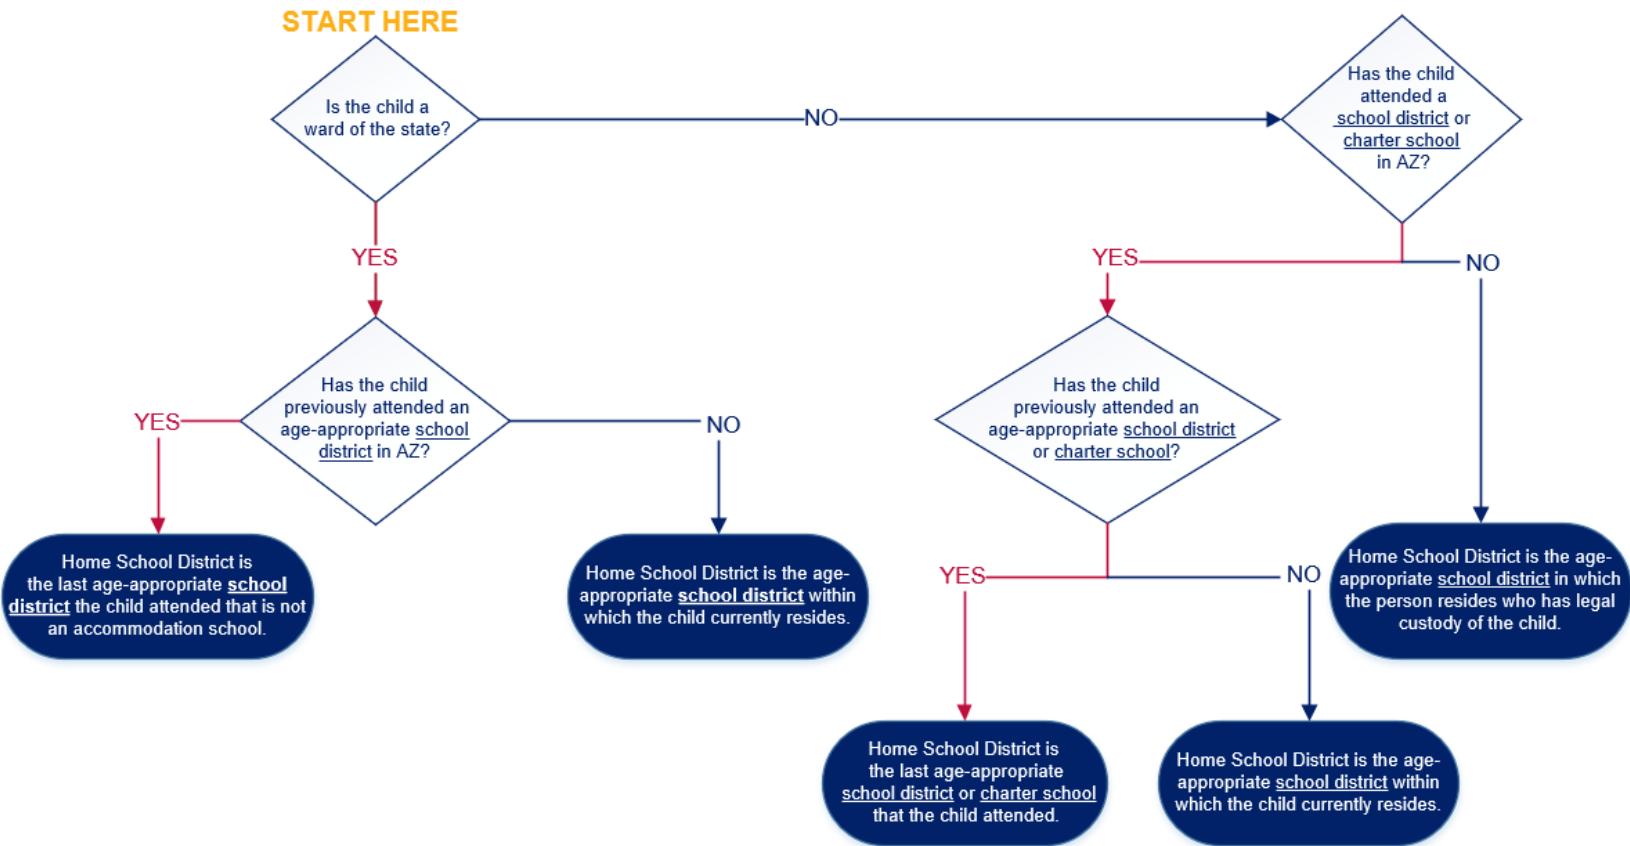 START HERE
Is the child a
ward of the state?
NO
Has the child
attended a
school district or
charter school
in AZ?
YES
YES
NO
Has the child
previously attended an
age-appropriate school
district in AZ?
YES
NO
Has the child
previously attended an
age-appropriate school district
or charter school?
Home School District is
the last age-appropriate school
district the child attended that is not
an accommodation school.
Home School District is the age-
appropriate school district within
which the child currently resides.
YES
NO
Home School District is the age-
appropriate school district in which
the person resides who has legal
custody of the child.
Home School District is
the last age-appropriate
school district or charter school
that the child attended.
Home School District is the age-
appropriate school district within
which the child currently resides.